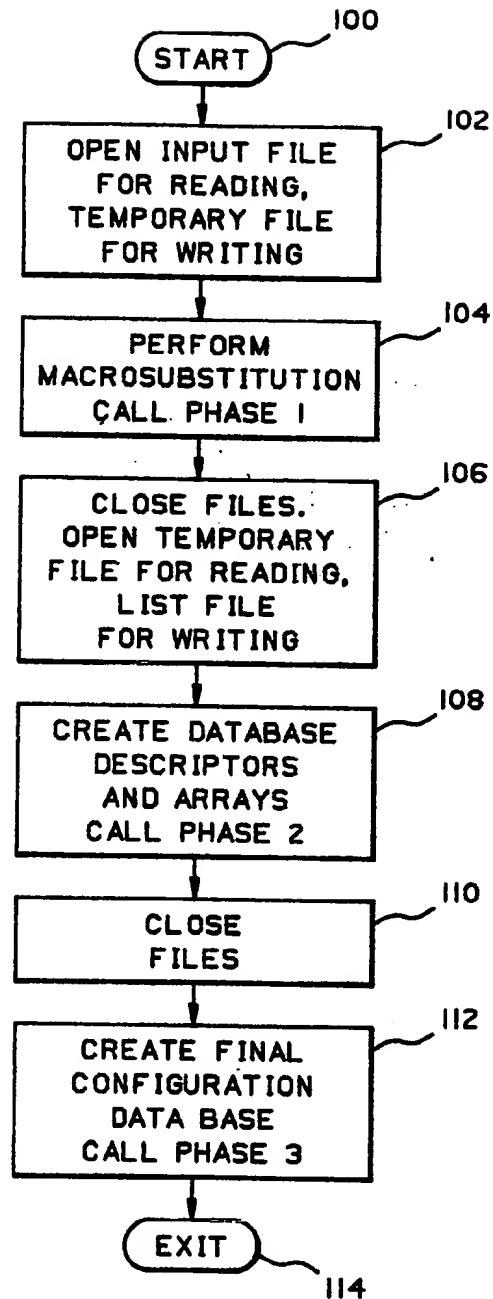 100
START
102
OPEN INPUT FILE
FOR READING,
TEMPORARY FILE
FOR WRITING
104
PERFORM
MACROSUBSTITUTION
CALL PHASE 1
106
CLOSE FILES.
OPEN TEMPORARY
FILE FOR READING,
LIST FILE
FOR WRITING
108
CREATE DATABASE
DESCRIPTORS
AND ARRAYS
CALL PHASE 2
110
CLOSE
FILES
112
CREATE FINAL
CONFIGURATION
DATA BASE
CALL PHASE 3
EXIT
114